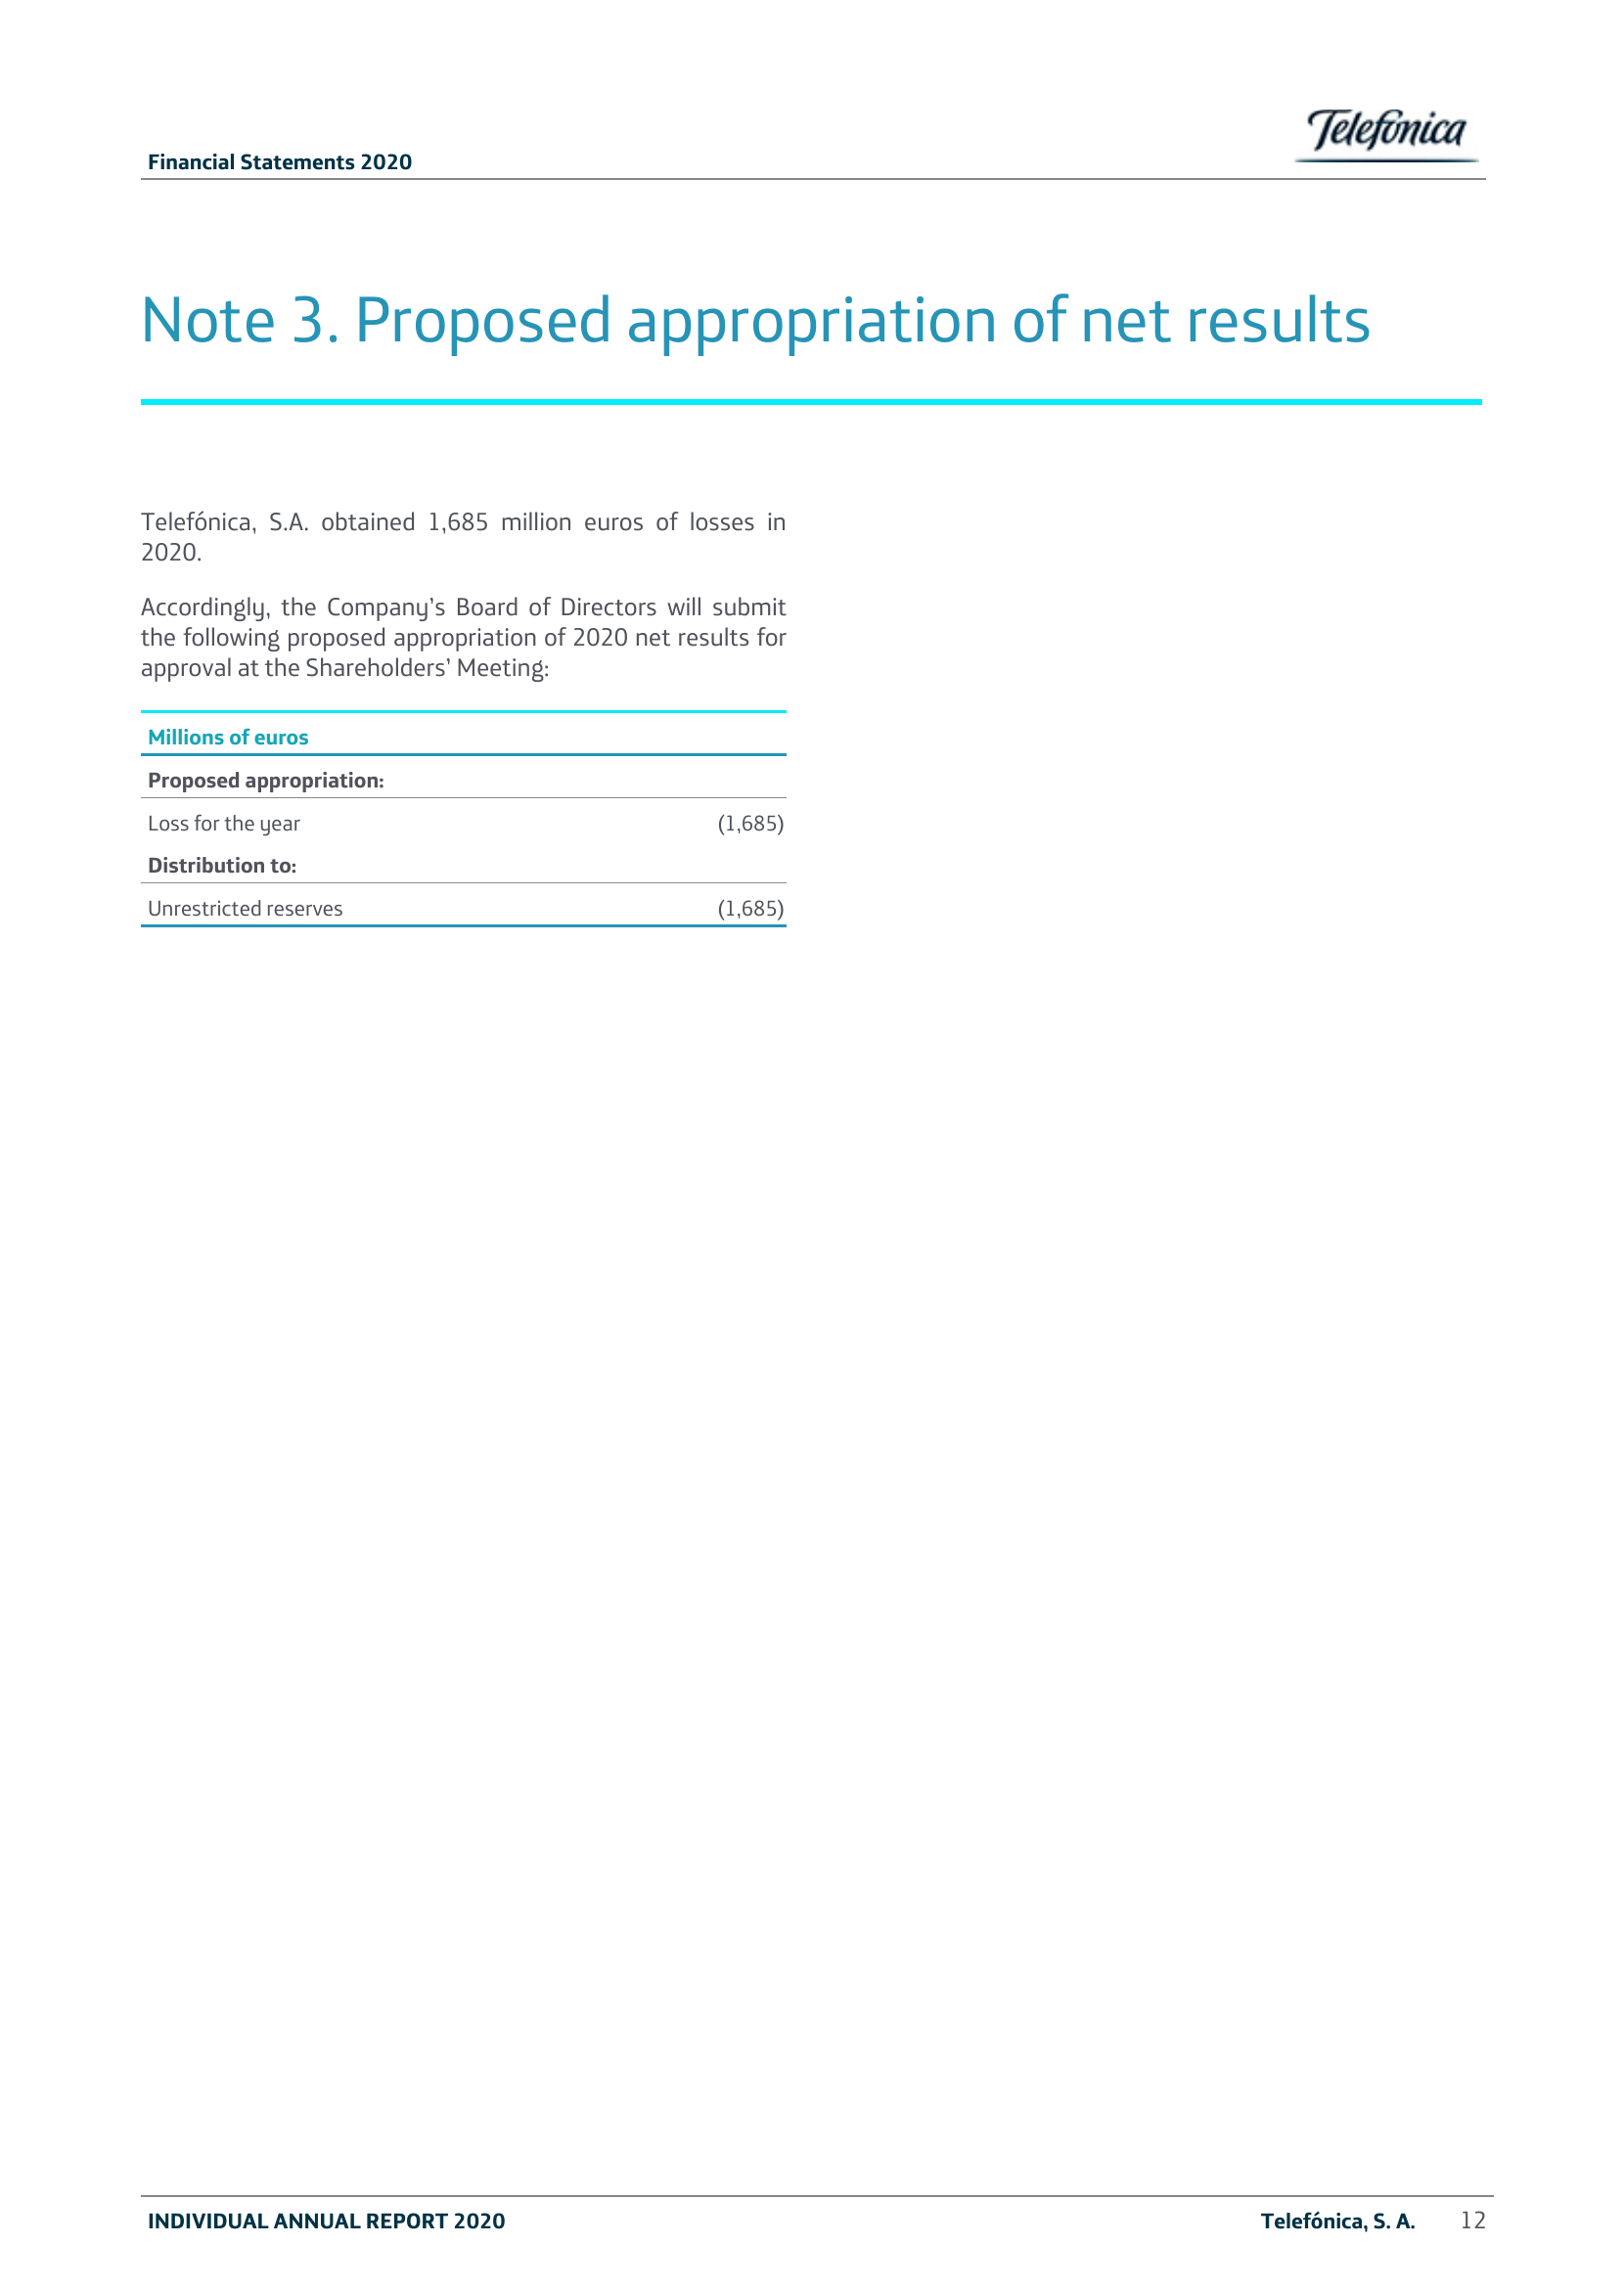 Telefónica
Financial Statements 2020
Note 3. Proposed appropriation of net results
Telefónica, S.A. obtained 1,685 million euros of losses in
2020.
Accordingly, the Company's Board of Directors will submit
the following proposed appropriation of 2020 net results for
approval at the Shareholders' Meeting:
Millions of euros
Proposed appropriation:
Loss for the year (1,685)
Distribution to:
Unrestricted reserves (1,685)
INDIVIDUAL ANNUAL REPORT 2020 Telefónica, S. A. 12